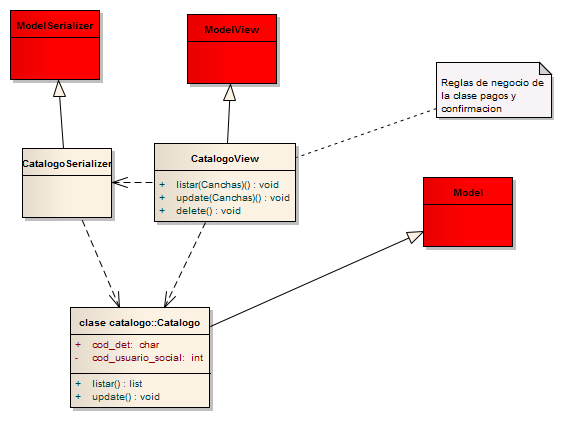 ModelSerializer
ModelView
Reglas de negocio de
la clase pagos y
confirmacion
CatalogoSerializer
CatalogoView
+ listar(Canchas)() : void
+ update(Canchas)() : void
+ delete() : void
Model
clase catalogo::Catalogo
+ cod_det: char
- cod_usuario_social: int
+ listar() : list
+ update() : void